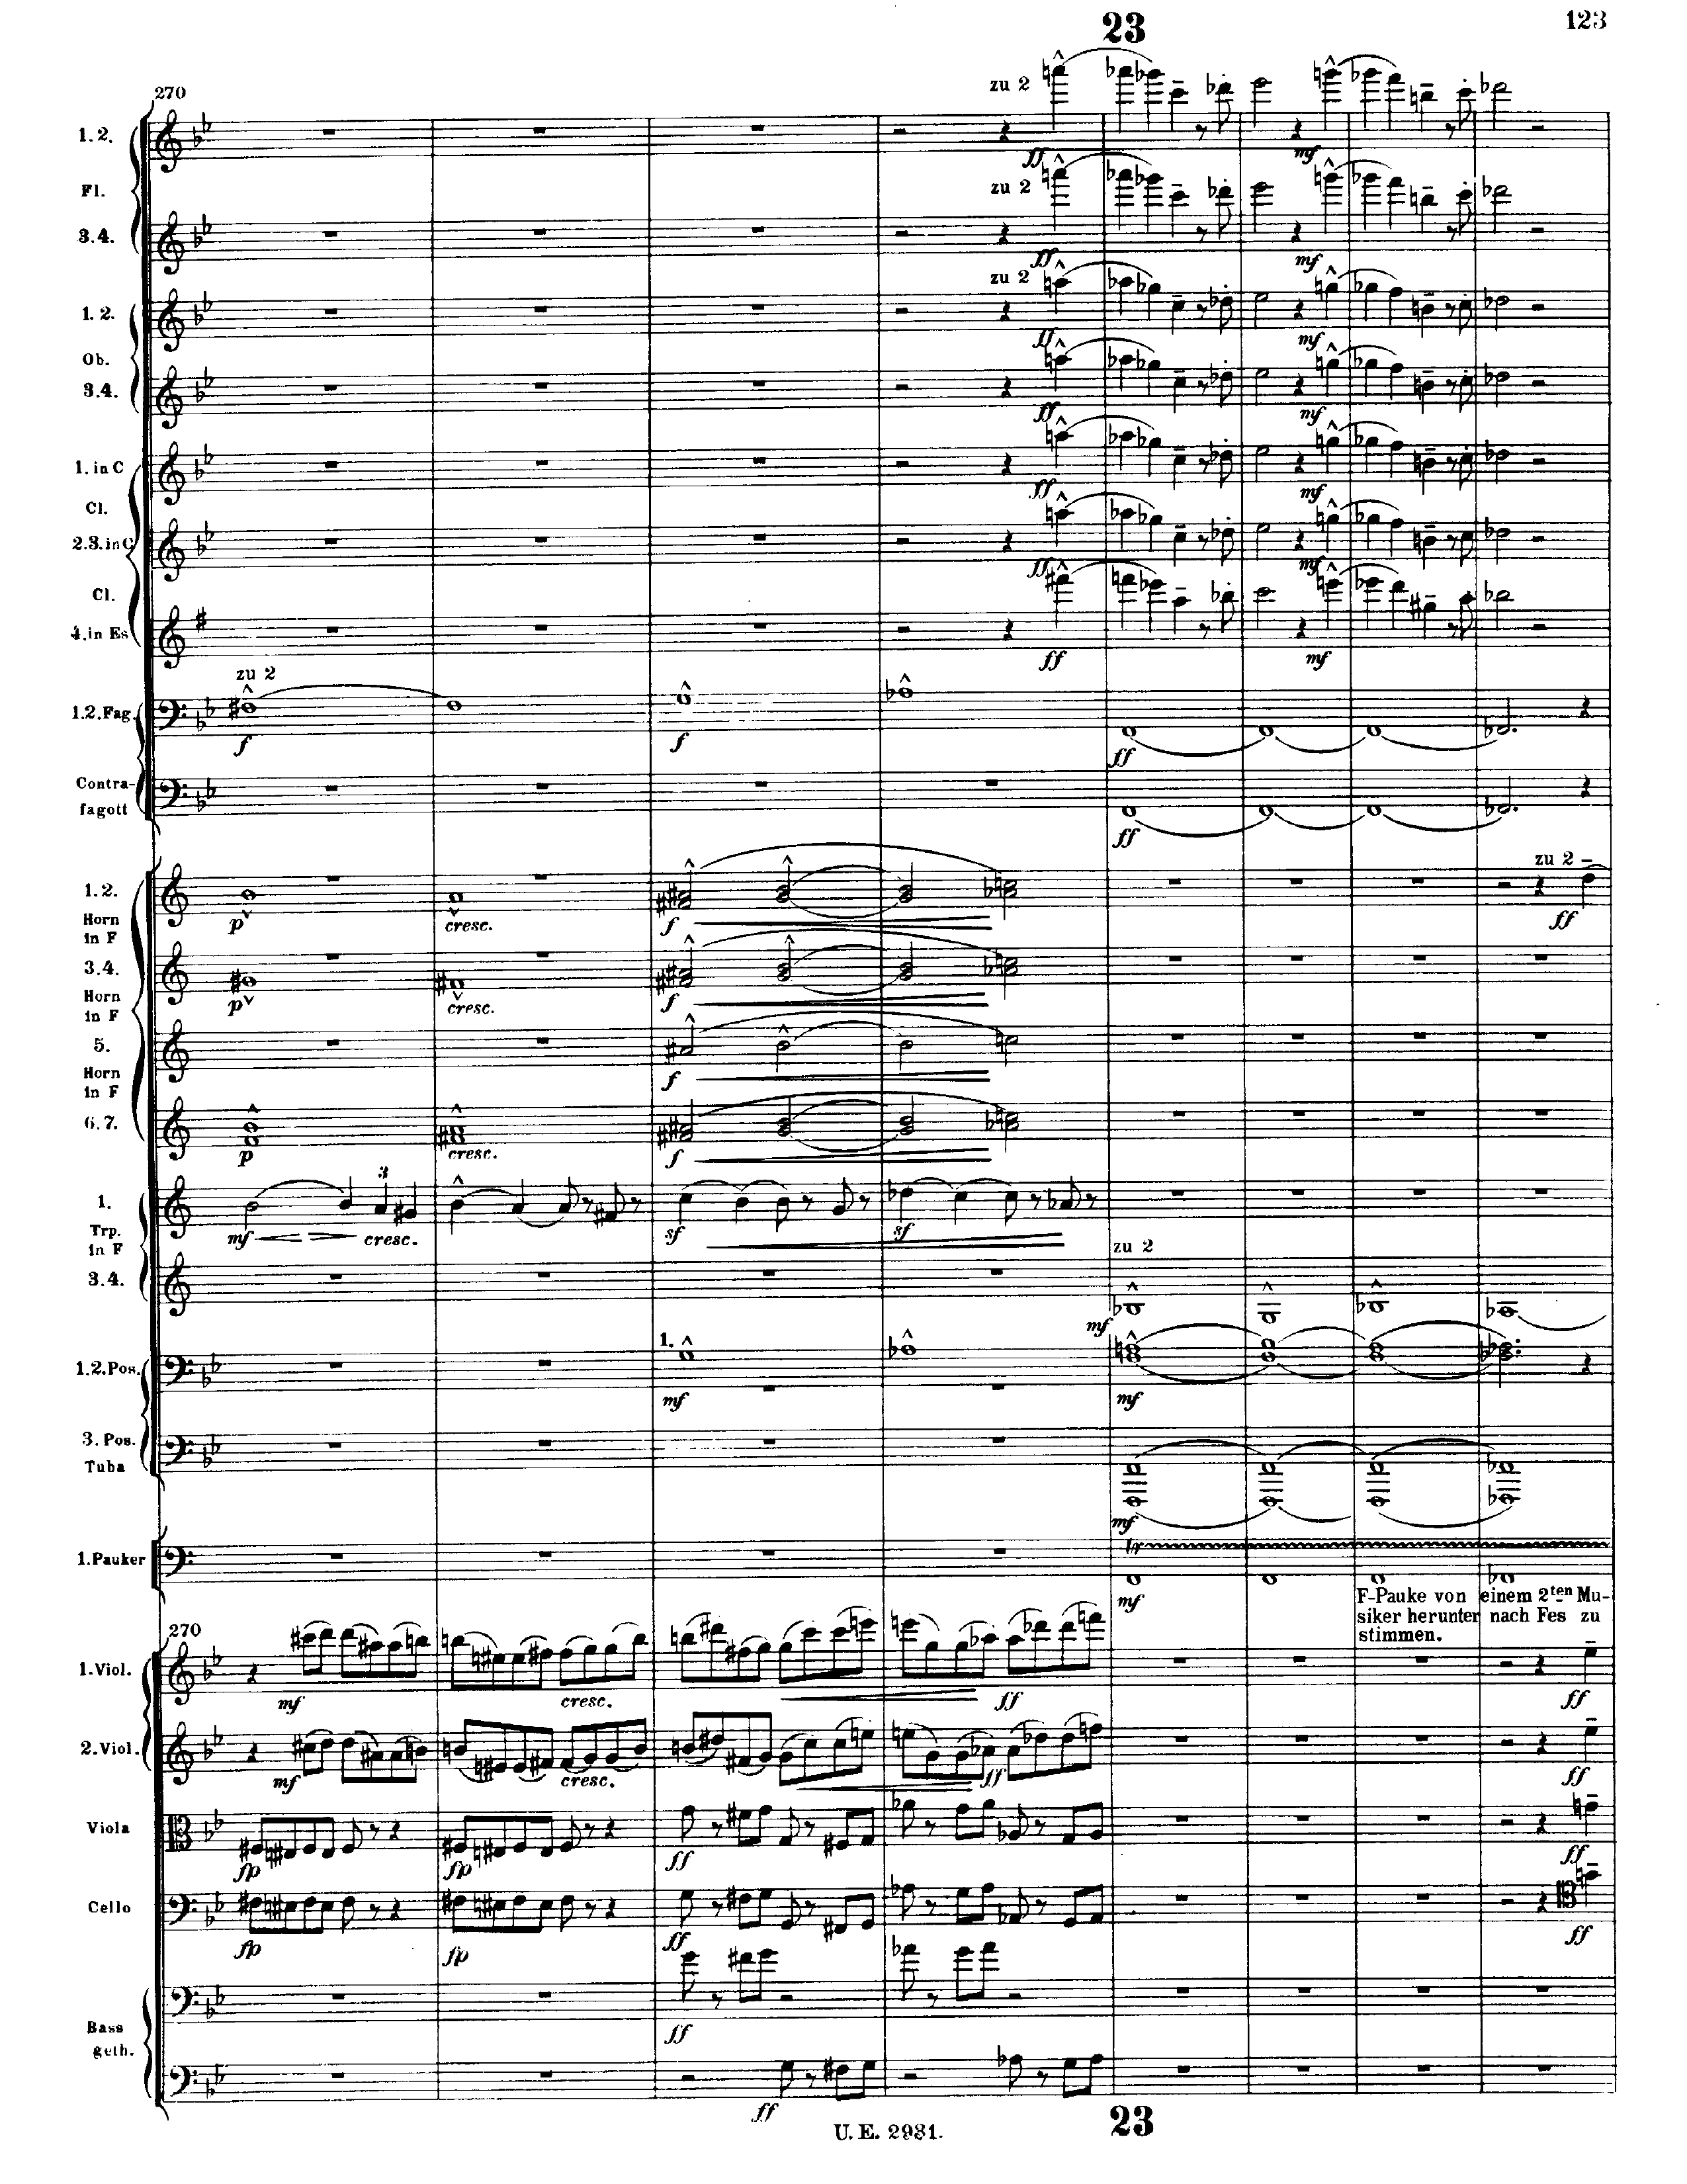 23
123
270
zu 2
1. 2.
ff
mf
Fl.
zu 2
3.4.
ff
mf
zu 2
1. 2.
ff
mf
Ob.
3.4.
ff
mf
1. in C
ff
mf
Cl.
2.3. in C
ff
mf
Cl.
4. in Es
ff
mf
zu 2
1.2. Fag.
f
f
ff
Contra-
fagott
ff
zu 2
1.2.
p
cresc.
f
ff
Horn
in F
3.4.
p
cresc.
f
Horn
in F
5.
f
Horn
in F
6. 7.
p
cresc.
f
3
1.
mf
cresc.
sf
sf
Trp.
in F
zu 2
3.4.
mf
1.
1.2. Pos.
mf
mf
3. Pos.
Tuba
mf
tr
1. Pauker
mf
F-Pauke von einem 2ten Mu-
siker herunter nach Fes zu
stimmen.
270
1. Viol.
mf
cresc.
ff
ff
2. Viol.
mf
cresc.
ff
ff
Viola
fp
fp
ff
ff
Cello
fp
fp
ff
ff
ff
Bass
geth.
ff
23
U. E. 2931.